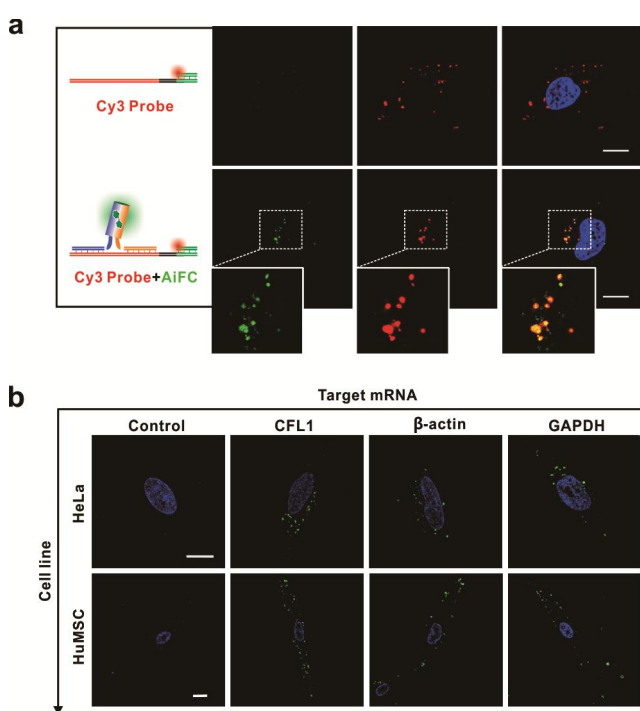 a
Cy3 Probe
Cy3 Probe+AiFC
b
Target mRNA
Control CFL1 β-actin GAPDH
Cell line
HeLa
HuMSC